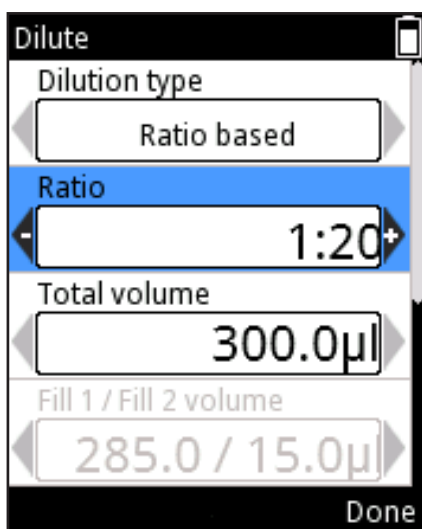 Dilute
Dilution type
Ratio based
Ratio
- 1:20 +
Total volume
300.0µl
Fill 1 / Fill 2 volume
285.0 / 15.0µl
Done